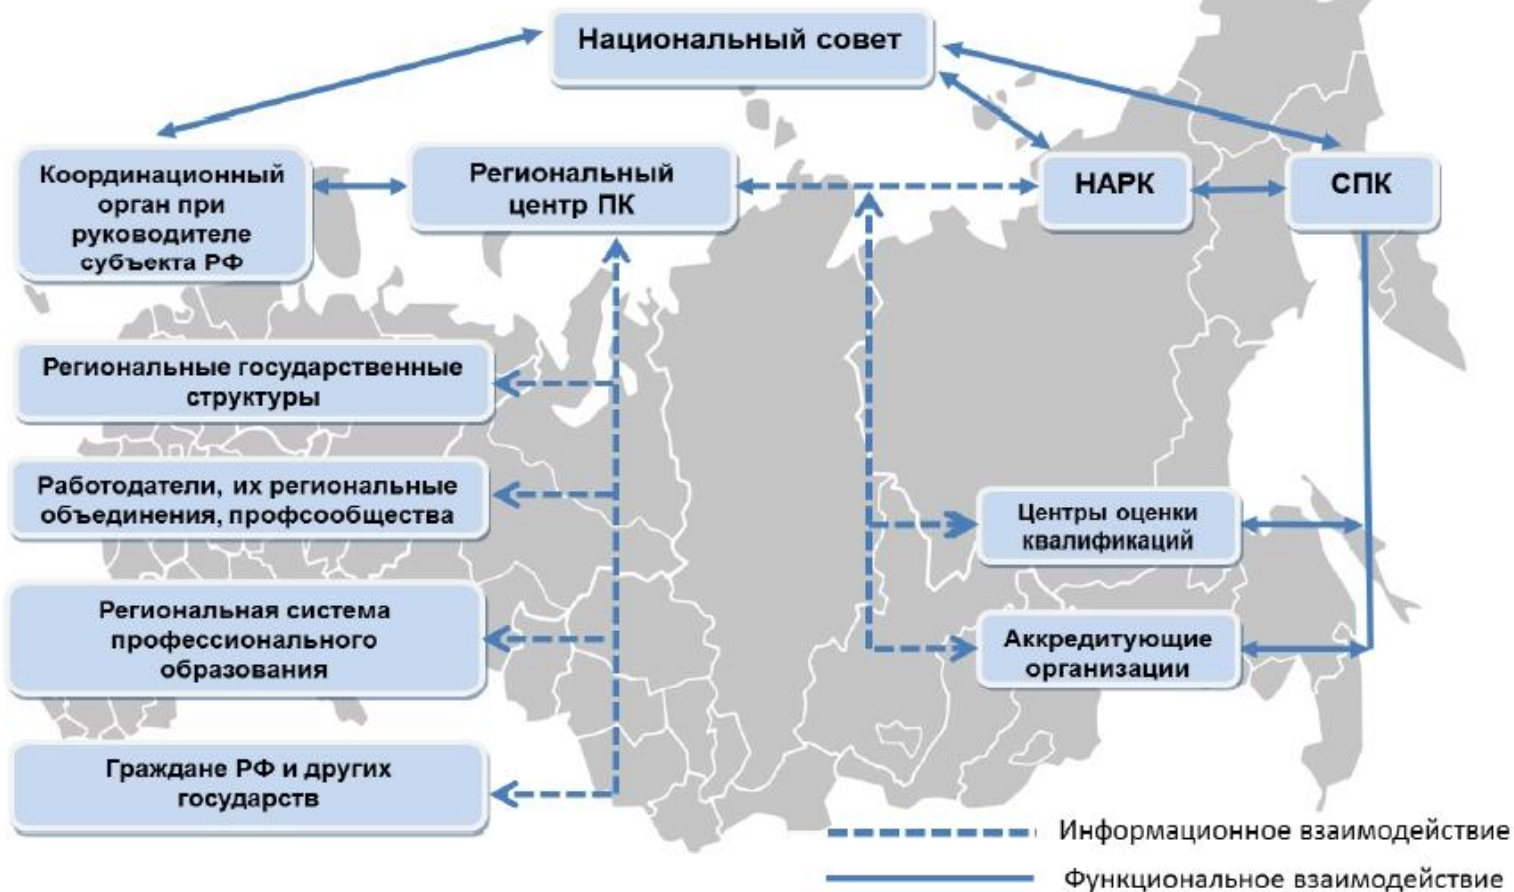 Национальный совет
Координационный
орган при
руководителе
субъекта РФ
Региональный
центр ПК
НАРК
СПК
Региональные государственные
структуры
Работодатели, их региональные
объединения, профсообщества
Центры оценки
квалификаций
Региональная система
профессионального
образования
Аккредитующие
организации
Граждане РФ и других
государств
Информационное взаимодействие
Функциональное взаимодействие